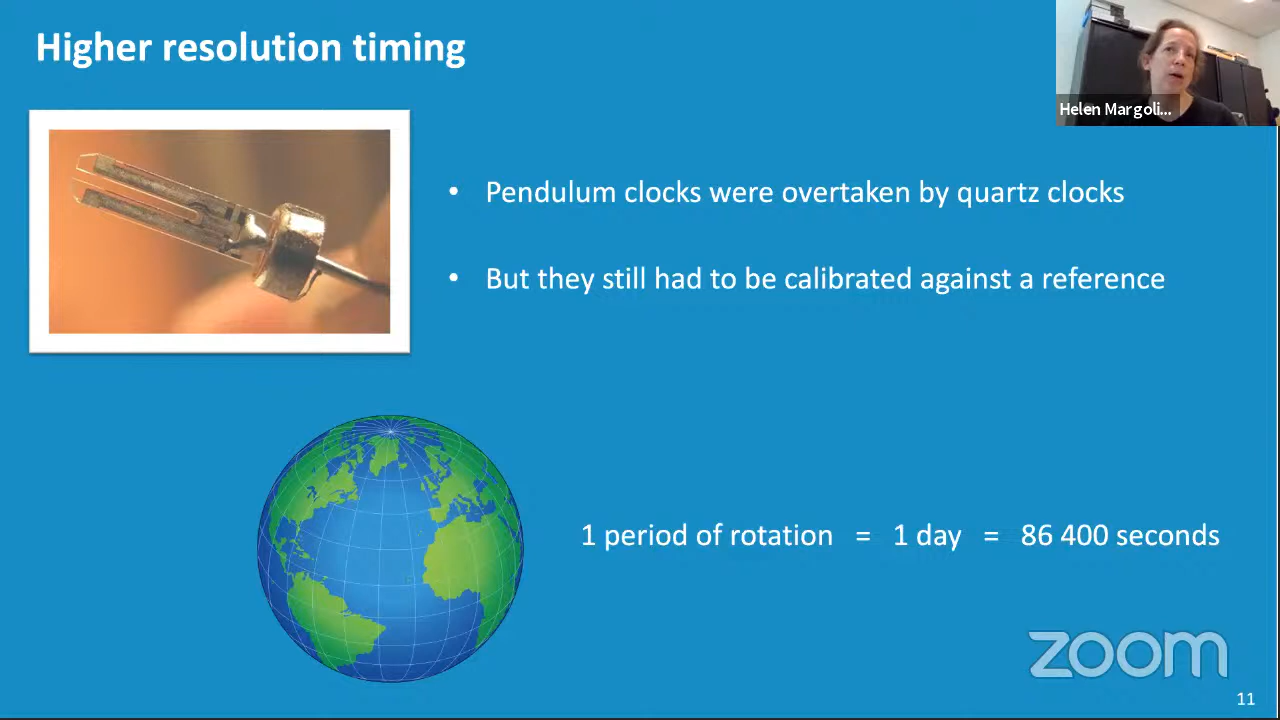 Higher resolution timing
Helen Margoli...
• Pendulum clocks were overtaken by quartz clocks
• But they still had to be calibrated against a reference
1 period of rotation = 1 day = 86 400 seconds
zoom
11